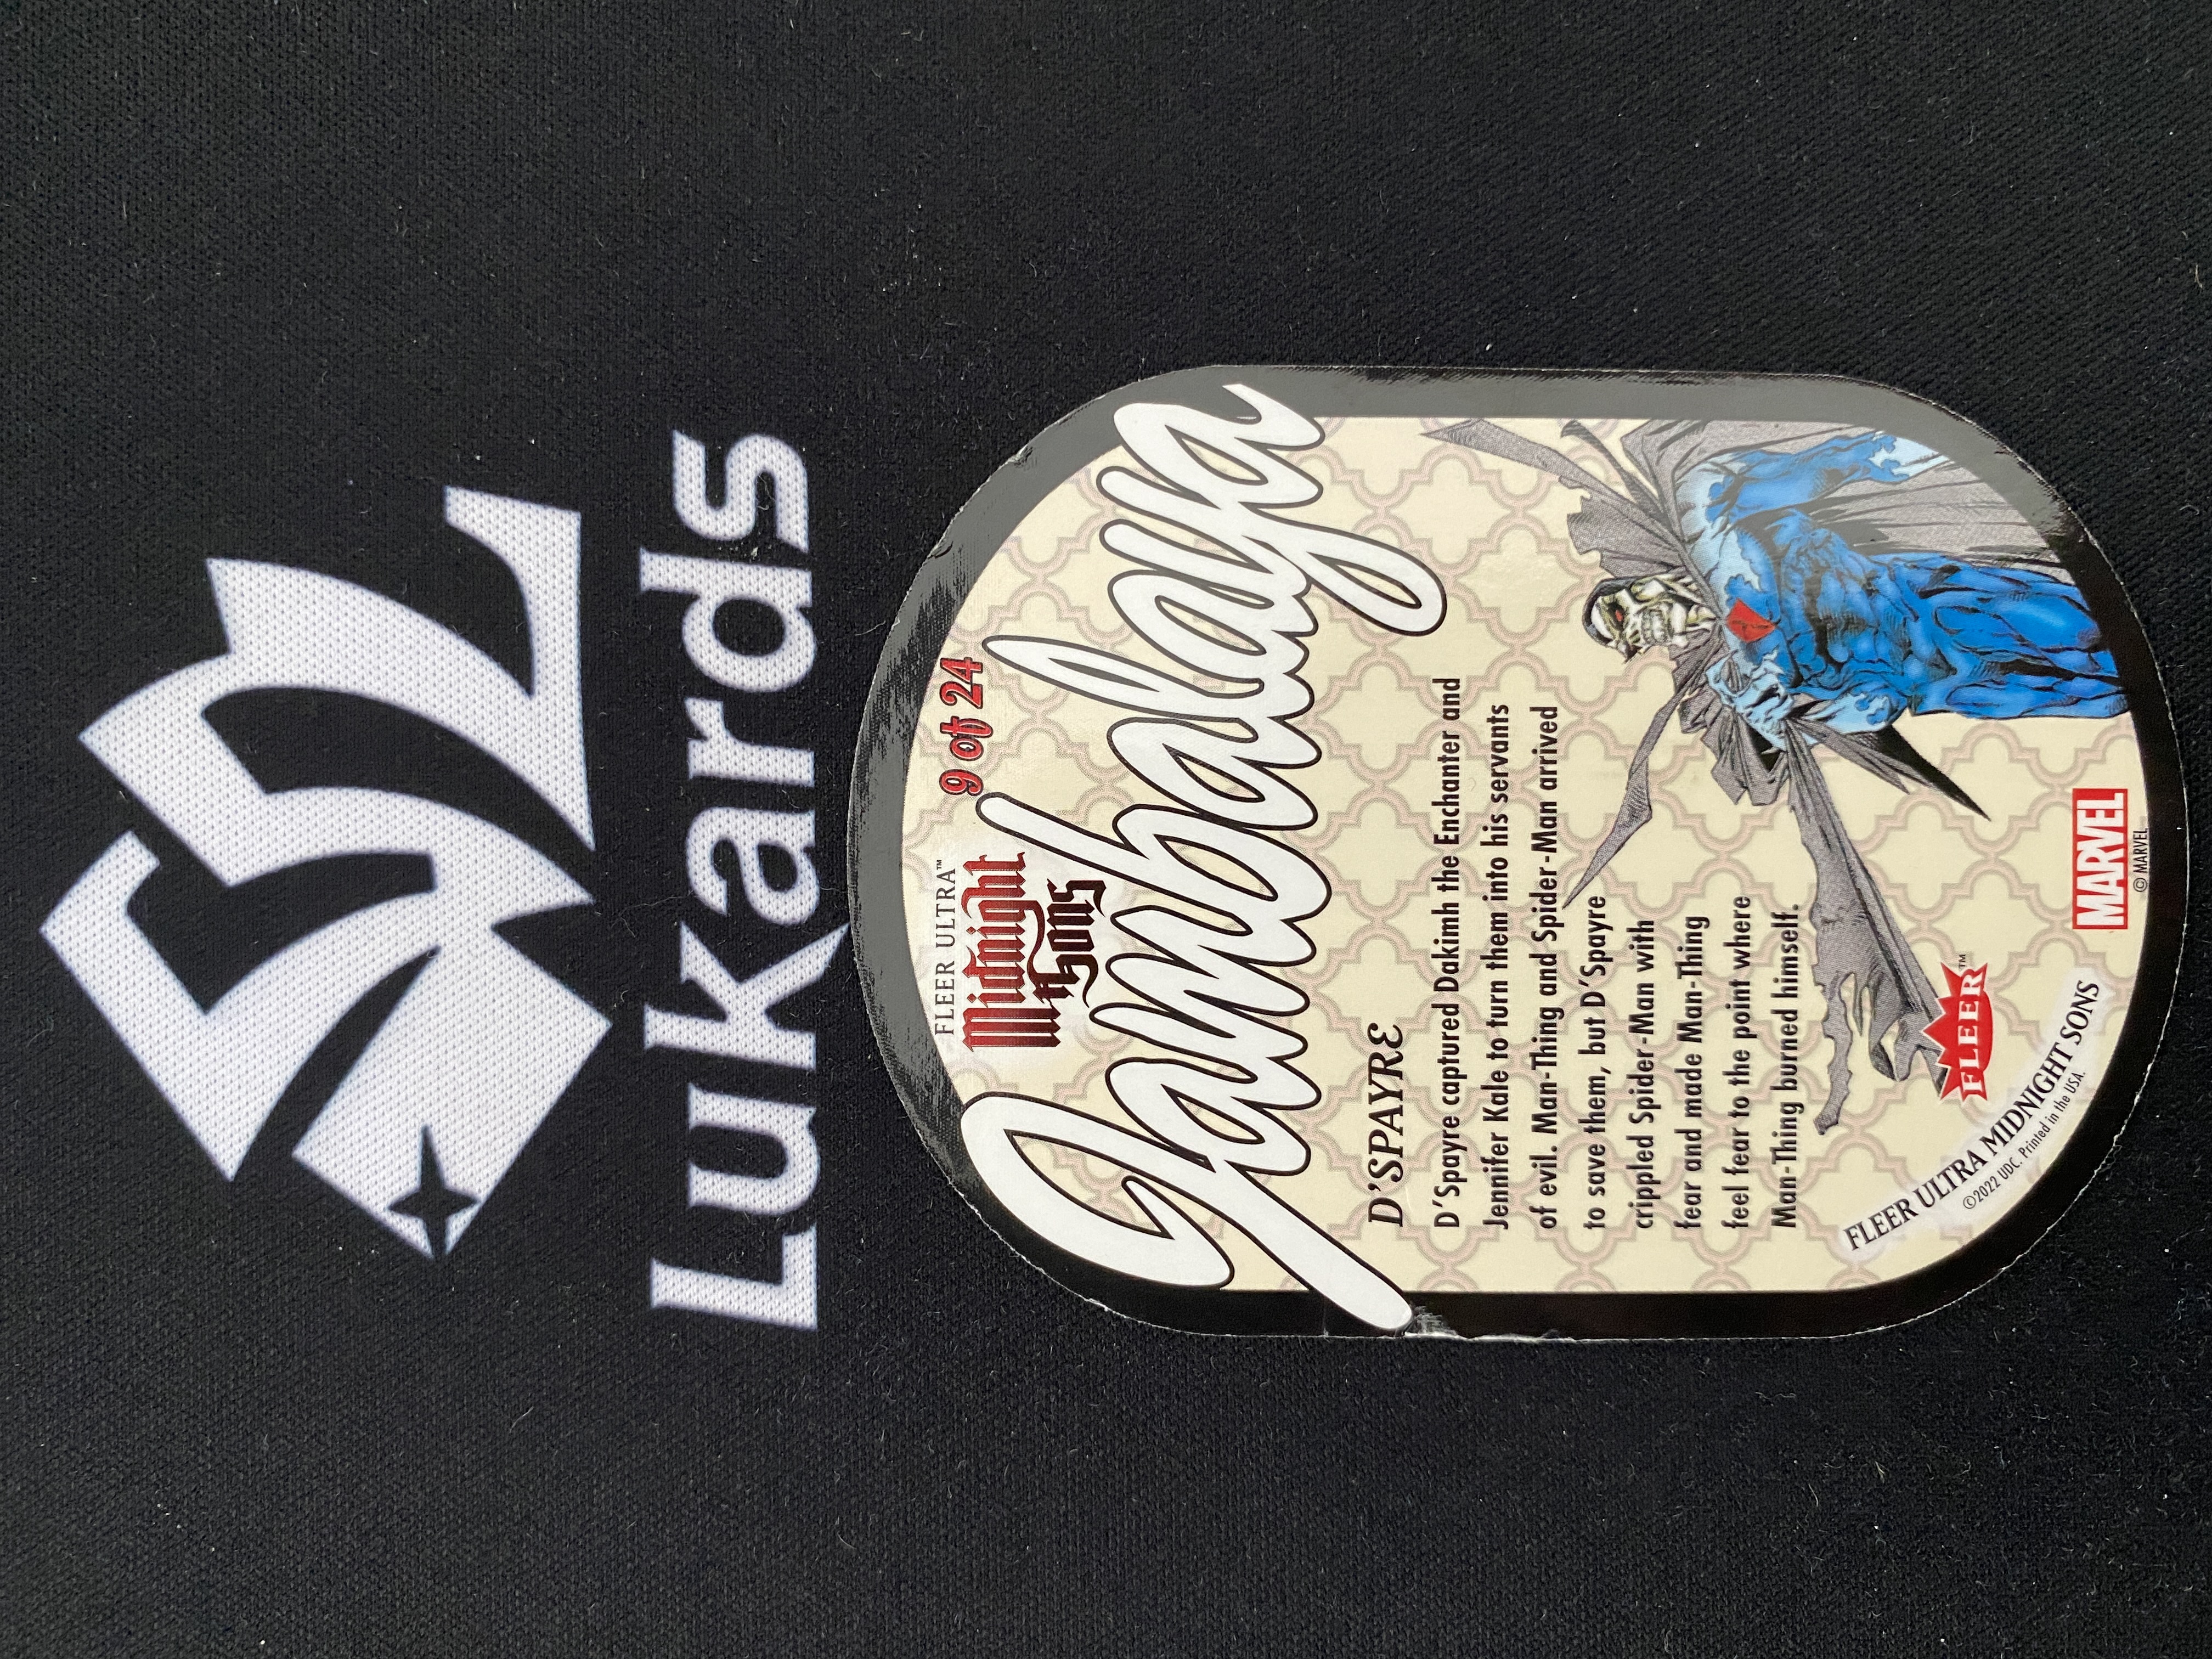 Lukards
FLEER ULTRA™
Midnight Sons
9 of 24
Jambalaya
D'SPAYRE
D'Spayre captured Dakimh the Enchanter and
Jennifer Kale to turn them into his servants
of evil. Man-Thing and Spider-Man arrived
to save them, but D'Spayre
crippled Spider-Man with
fear and made Man-Thing
feel fear to the point where
Man-Thing burned himself.
FLEER™
MARVEL
© MARVEL
FLEER ULTRA MIDNIGHT SONS
©2022 UDC. Printed in the USA.